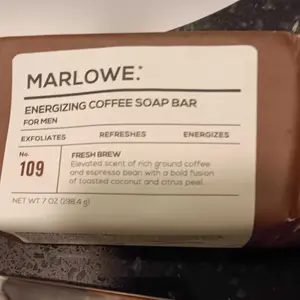 MARLOWE.
ENERGIZING COFFEE SOAP BAR
FOR MEN
EXFOLIATES REFRESHES ENERGIZES
No. 109
FRESH BREW
Elevated scent of rich ground coffee
and espresso bean with a bold fusion
of toasted coconut and citrus peel.
NET WT 7 OZ (198.4 g)